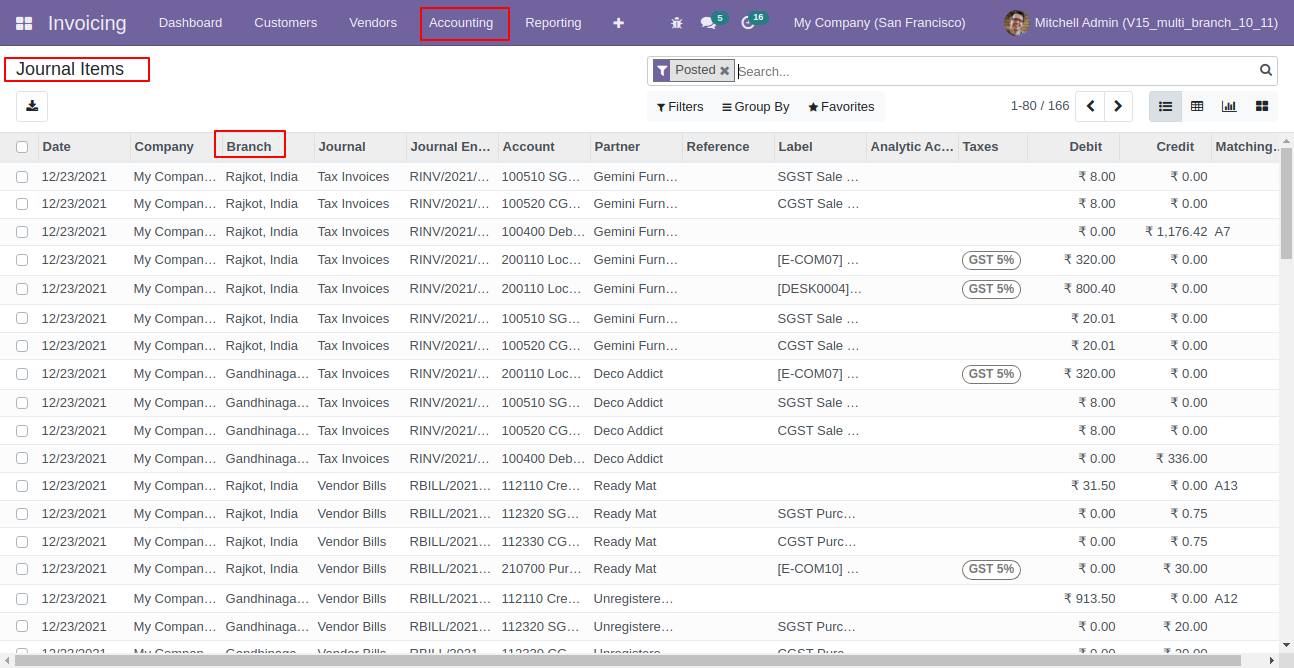 Invoicing Dashboard Customers Vendors Accounting Reporting 5 16 My Company (San Francisco) Mitchell Admin (V15_multi_branch_10_11)
Journal Items
Posted Search...
Filters Group By Favorites 1-80 / 166
Date Company Branch Journal Journal En... Account Partner Reference Label Analytic Ac... Taxes Debit Credit Matching...
12/23/2021 My Compan... Rajkot, India Tax Invoices RINV/2021/... 100510 SG... Gemini Furn... SGST Sale ... ₹ 8.00 ₹ 0.00
12/23/2021 My Compan... Rajkot, India Tax Invoices RINV/2021/... 100520 CG... Gemini Furn... CGST Sale ... ₹ 8.00 ₹ 0.00
12/23/2021 My Compan... Rajkot, India Tax Invoices RINV/2021/... 100400 Deb... Gemini Furn... ₹ 0.00 ₹ 1,176.42 A7
12/23/2021 My Compan... Rajkot, India Tax Invoices RINV/2021/... 200110 Loc... Gemini Furn... [E-COM07] ... GST 5% ₹ 320.00 ₹ 0.00
12/23/2021 My Compan... Rajkot, India Tax Invoices RINV/2021/... 200110 Loc... Gemini Furn... [DESK0004]... GST 5% ₹ 800.40 ₹ 0.00
12/23/2021 My Compan... Rajkot, India Tax Invoices RINV/2021/... 100510 SG... Gemini Furn... SGST Sale ... ₹ 20.01 ₹ 0.00
12/23/2021 My Compan... Rajkot, India Tax Invoices RINV/2021/... 100520 CG... Gemini Furn... CGST Sale ... ₹ 20.01 ₹ 0.00
12/23/2021 My Compan... Gandhinaga... Tax Invoices RINV/2021/... 200110 Loc... Deco Addict [E-COM07] ... GST 5% ₹ 320.00 ₹ 0.00
12/23/2021 My Compan... Gandhinaga... Tax Invoices RINV/2021/... 100510 SG... Deco Addict SGST Sale ... ₹ 8.00 ₹ 0.00
12/23/2021 My Compan... Gandhinaga... Tax Invoices RINV/2021/... 100520 CG... Deco Addict CGST Sale ... ₹ 8.00 ₹ 0.00
12/23/2021 My Compan... Gandhinaga... Tax Invoices RINV/2021/... 100400 Deb... Deco Addict ₹ 0.00 ₹ 336.00
12/23/2021 My Compan... Rajkot, India Vendor Bills RBILL/2021... 112110 Cre... Ready Mat ₹ 31.50 ₹ 0.00 A13
12/23/2021 My Compan... Rajkot, India Vendor Bills RBILL/2021... 112320 SG... Ready Mat SGST Purc... ₹ 0.00 ₹ 0.75
12/23/2021 My Compan... Rajkot, India Vendor Bills RBILL/2021... 112330 CG... Ready Mat CGST Purc... ₹ 0.00 ₹ 0.75
12/23/2021 My Compan... Rajkot, India Vendor Bills RBILL/2021... 210700 Pur... Ready Mat [E-COM10] ... GST 5% ₹ 0.00 ₹ 30.00
12/23/2021 My Compan... Gandhinaga... Vendor Bills RBILL/2021... 112110 Cre... Unregistere... ₹ 913.50 ₹ 0.00 A12
12/23/2021 My Compan... Gandhinaga... Vendor Bills RBILL/2021... 112320 SG... Unregistere... SGST Purc... ₹ 0.00 ₹ 20.00
12/23/2021 My Compan... Gandhinaga... Vendor Bills RBILL/2021... 112330 CG... Unregistere... CGST Purc... ₹ 0.00 ₹ 20.00